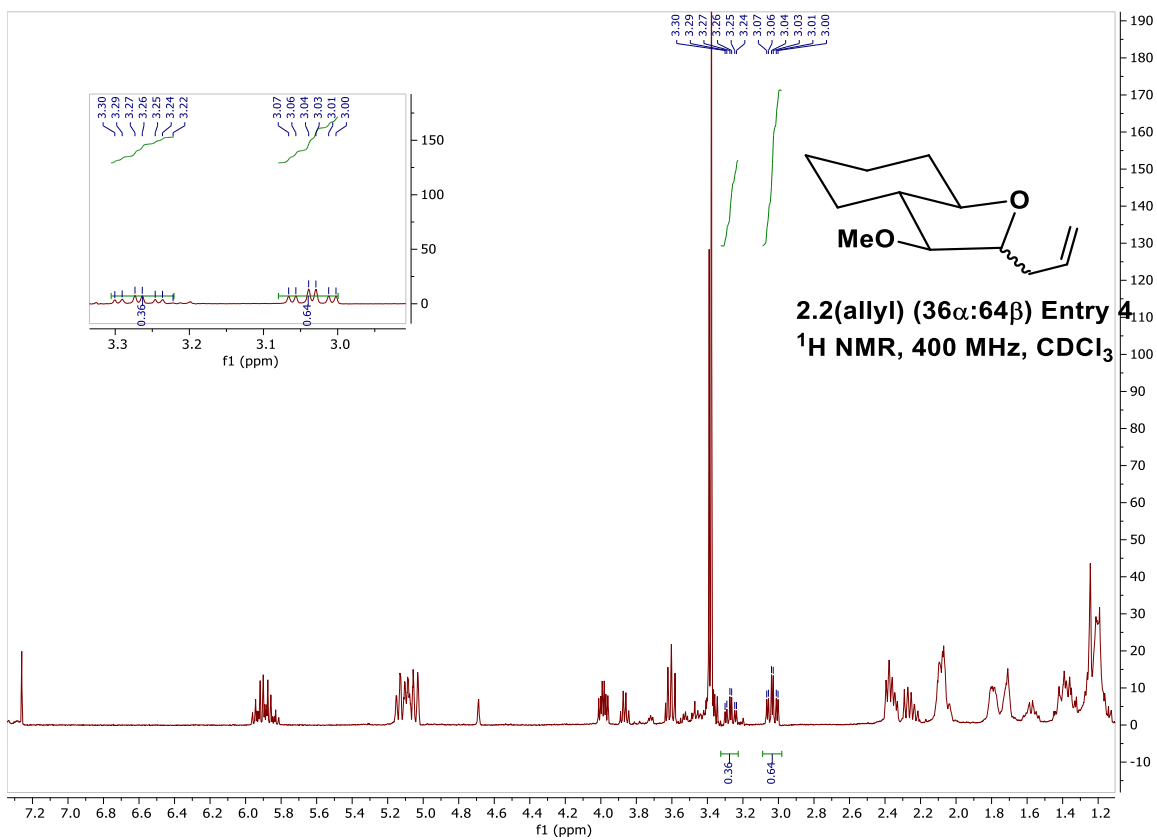 3.30 3.29 3.27 3.26 3.25 3.24 3.07 3.06 3.04 3.03 3.01 3.00
3.30 3.29 3.27 3.26 3.25 3.24 3.22 3.07 3.06 3.04 3.03 3.01 3.00
150
100
50
0
0.36 0.64
3.3 3.2 3.1 3.0
f1 (ppm)
O
MeO
2.2(allyl) (36α:64β) Entry 4
1H NMR, 400 MHz, CDCl3
190
180
170
160
150
140
130
120
110
100
90
80
70
60
50
40
30
20
10
0
-10
0.36 0.64
7.2 7.0 6.8 6.6 6.4 6.2 6.0 5.8 5.6 5.4 5.2 5.0 4.8 4.6 4.4 4.2 4.0 3.8 3.6 3.4 3.2 3.0 2.8 2.6 2.4 2.2 2.0 1.8 1.6 1.4 1.2
f1 (ppm)